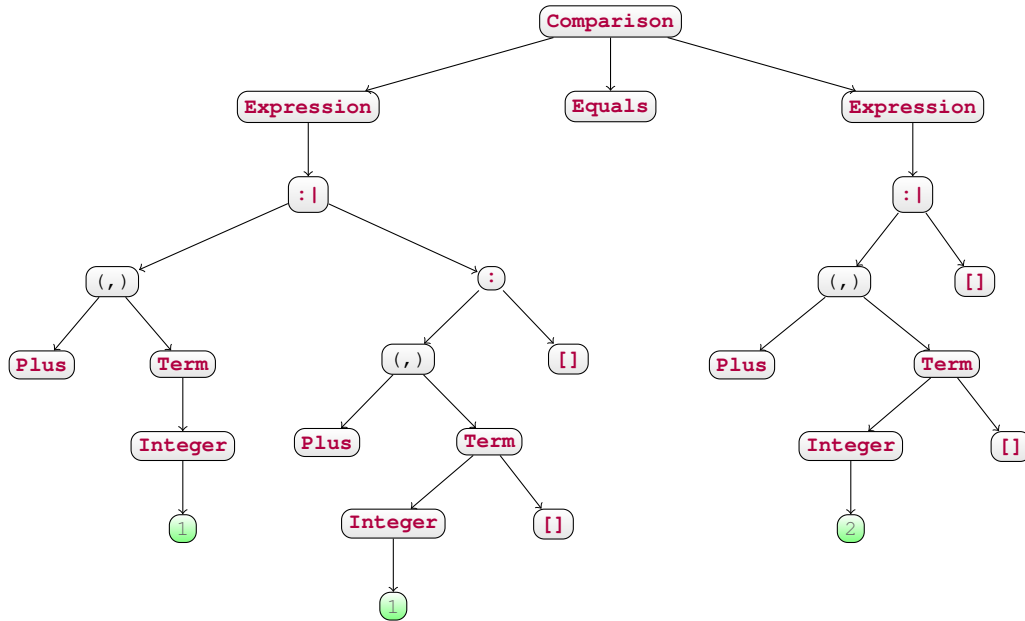 Comparison
Expression Equals Expression
:| :|
(,) : (,) []
Plus Term (,) [] Plus Term
Integer Plus Term Integer []
1 Integer [] 2
1